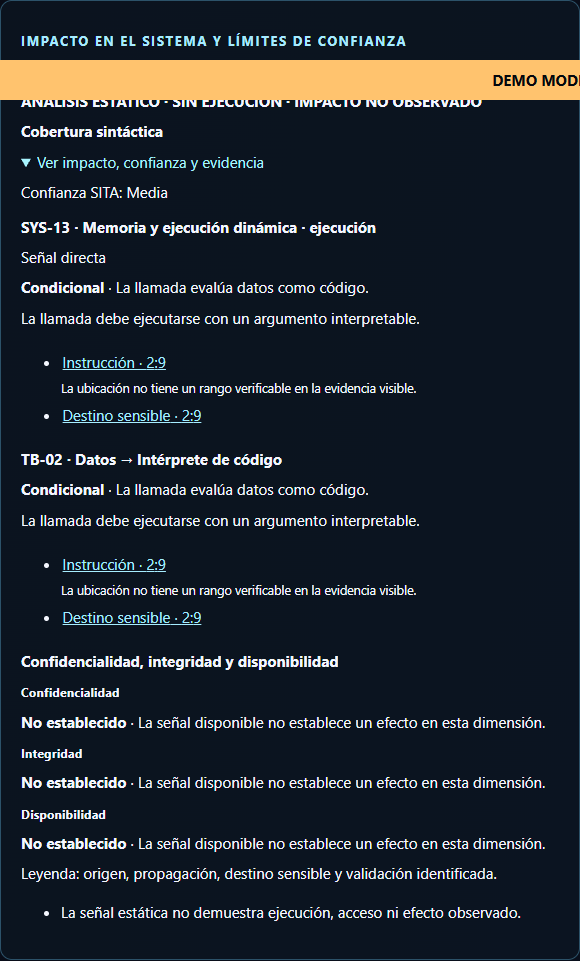 IMPACTO EN EL SISTEMA Y LÍMITES DE CONFIANZA
DEMO MODE
ANÁLISIS ESTÁTICO · SIN EJECUCIÓN · IMPACTO NO OBSERVADO
Cobertura sintáctica
▼ Ver impacto, confianza y evidencia
Confianza SITA: Media
SYS-13 · Memoria y ejecución dinámica · ejecución
Señal directa
Condicional · La llamada evalúa datos como código.
La llamada debe ejecutarse con un argumento interpretable.
• Instrucción · 2:9
La ubicación no tiene un rango verificable en la evidencia visible.
• Destino sensible · 2:9
TB-02 · Datos → Intérprete de código
Condicional · La llamada evalúa datos como código.
La llamada debe ejecutarse con un argumento interpretable.
• Instrucción · 2:9
La ubicación no tiene un rango verificable en la evidencia visible.
• Destino sensible · 2:9
Confidencialidad, integridad y disponibilidad
Confidencialidad
No establecido · La señal disponible no establece un efecto en esta dimensión.
Integridad
No establecido · La señal disponible no establece un efecto en esta dimensión.
Disponibilidad
No establecido · La señal disponible no establece un efecto en esta dimensión.
Leyenda: origen, propagación, destino sensible y validación identificada.
• La señal estática no demuestra ejecución, acceso ni efecto observado.